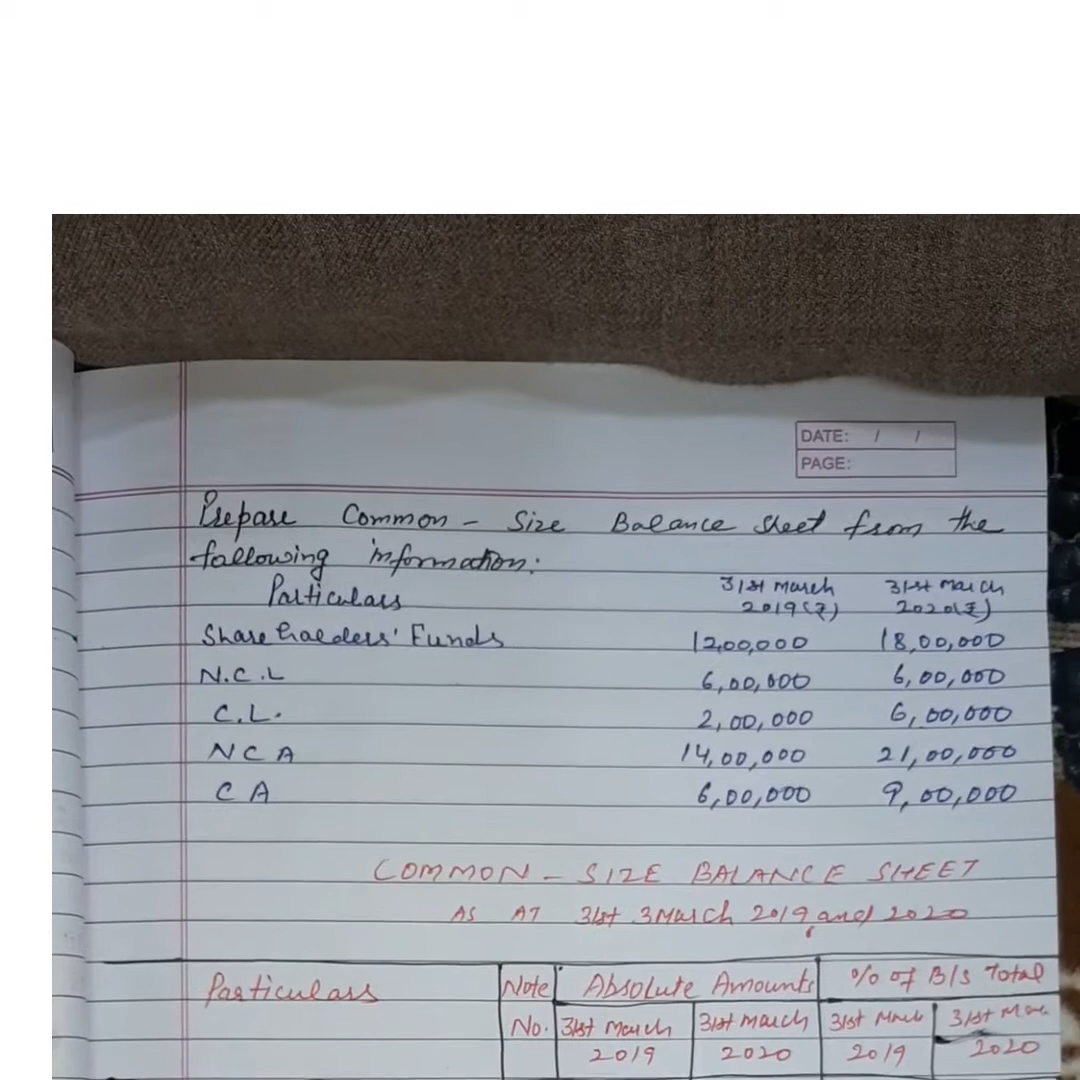 DATE: / /
PAGE:
Prepare Common - Size Balance Sheet from the
following information:
Particulars 31st March 31st March
2019(₹) 2020(₹)
Shareholders' Funds 12,00,000 18,00,000
N.C.L 6,00,000 6,00,000
C.L. 2,00,000 6,00,000
NCA 14,00,000 21,00,000
CA 6,00,000 9,00,000
COMMON - SIZE BALANCE SHEET
AS AT 31st 3March 2019 and 2020
Particulars Note Absolute Amounts % of B/S Total
No. 31st March 31st March 31st March 31st Mar
2019 2020 2019 2020